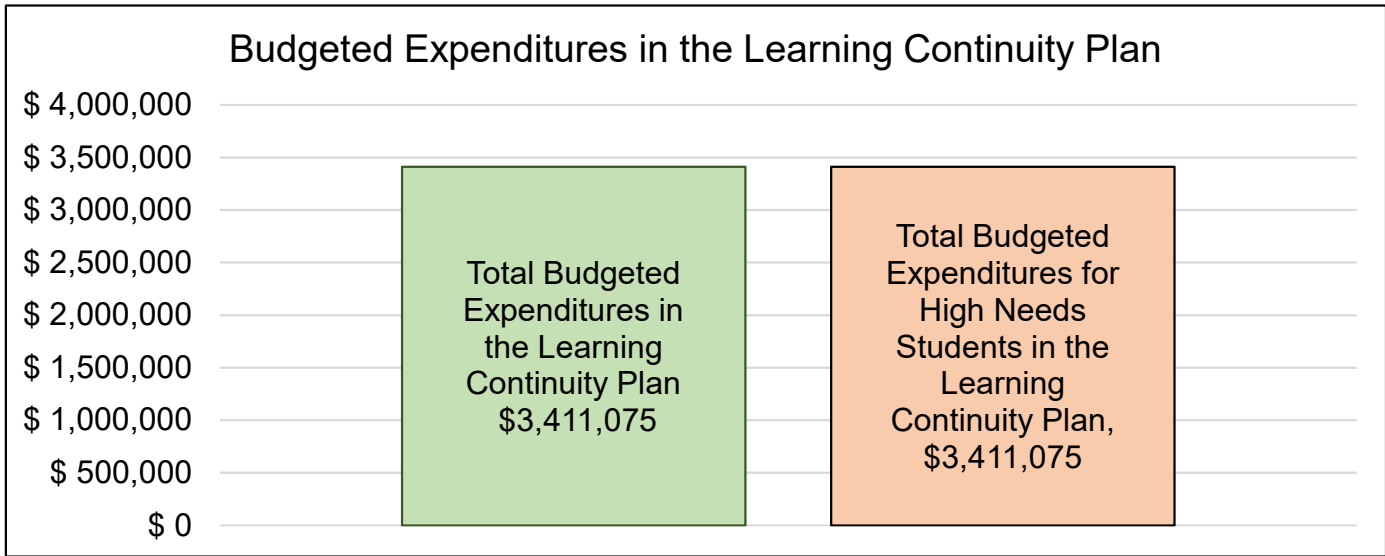 Budgeted Expenditures in the Learning Continuity Plan
$ 4,000,000
$ 3,500,000
$ 3,000,000
$ 2,500,000
$ 2,000,000
$ 1,500,000
$ 1,000,000
$ 500,000
$ 0
Total Budgeted
Expenditures in
the Learning
Continuity Plan
$3,411,075
Total Budgeted
Expenditures for
High Needs
Students in the
Learning
Continuity Plan,
$3,411,075